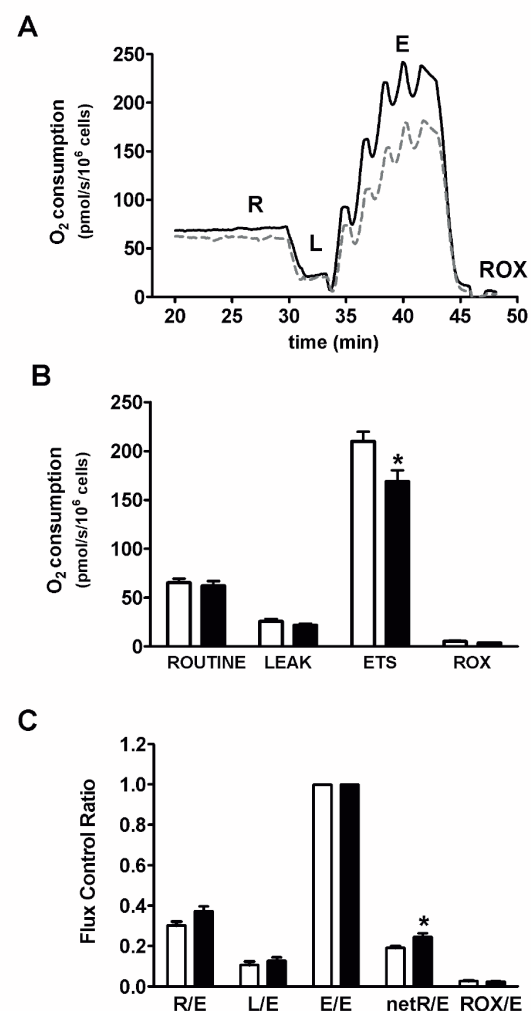 A
O₂ consumption
(pmol/s/10⁶ cells)
250
200
150
100
50
0
R
L
E
ROX
20 25 30 35 40 45 50
time (min)
B
O₂ consumption
(pmol/s/10⁶ cells)
250
200
150
100
50
0
*
ROUTINE LEAK ETS ROX
C
Flux Control Ratio
1.2
1.0
0.8
0.6
0.4
0.2
0.0
*
R/E L/E E/E netR/E ROX/E